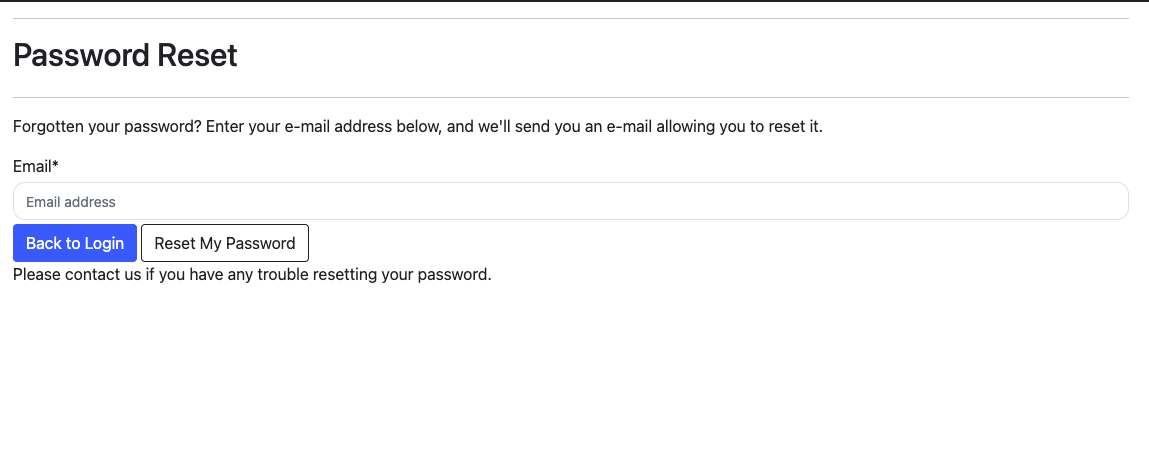 Password Reset
Forgotten your password? Enter your e-mail address below, and we'll send you an e-mail allowing you to reset it.
Email*
Email address
Back to Login Reset My Password
Please contact us if you have any trouble resetting your password.